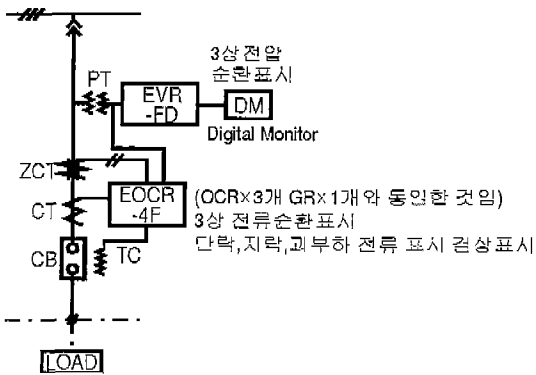 3상전압
순환표시
PT
EVR
-FD
DM
Digital Monitor
ZCT
CT
EOCR
-4F
(OCR×3개 GR×1개와 동일한 것임)
3상 전류순환표시
단락,지락,과부하 전류 표시 결상표시
CB
TC
LOAD